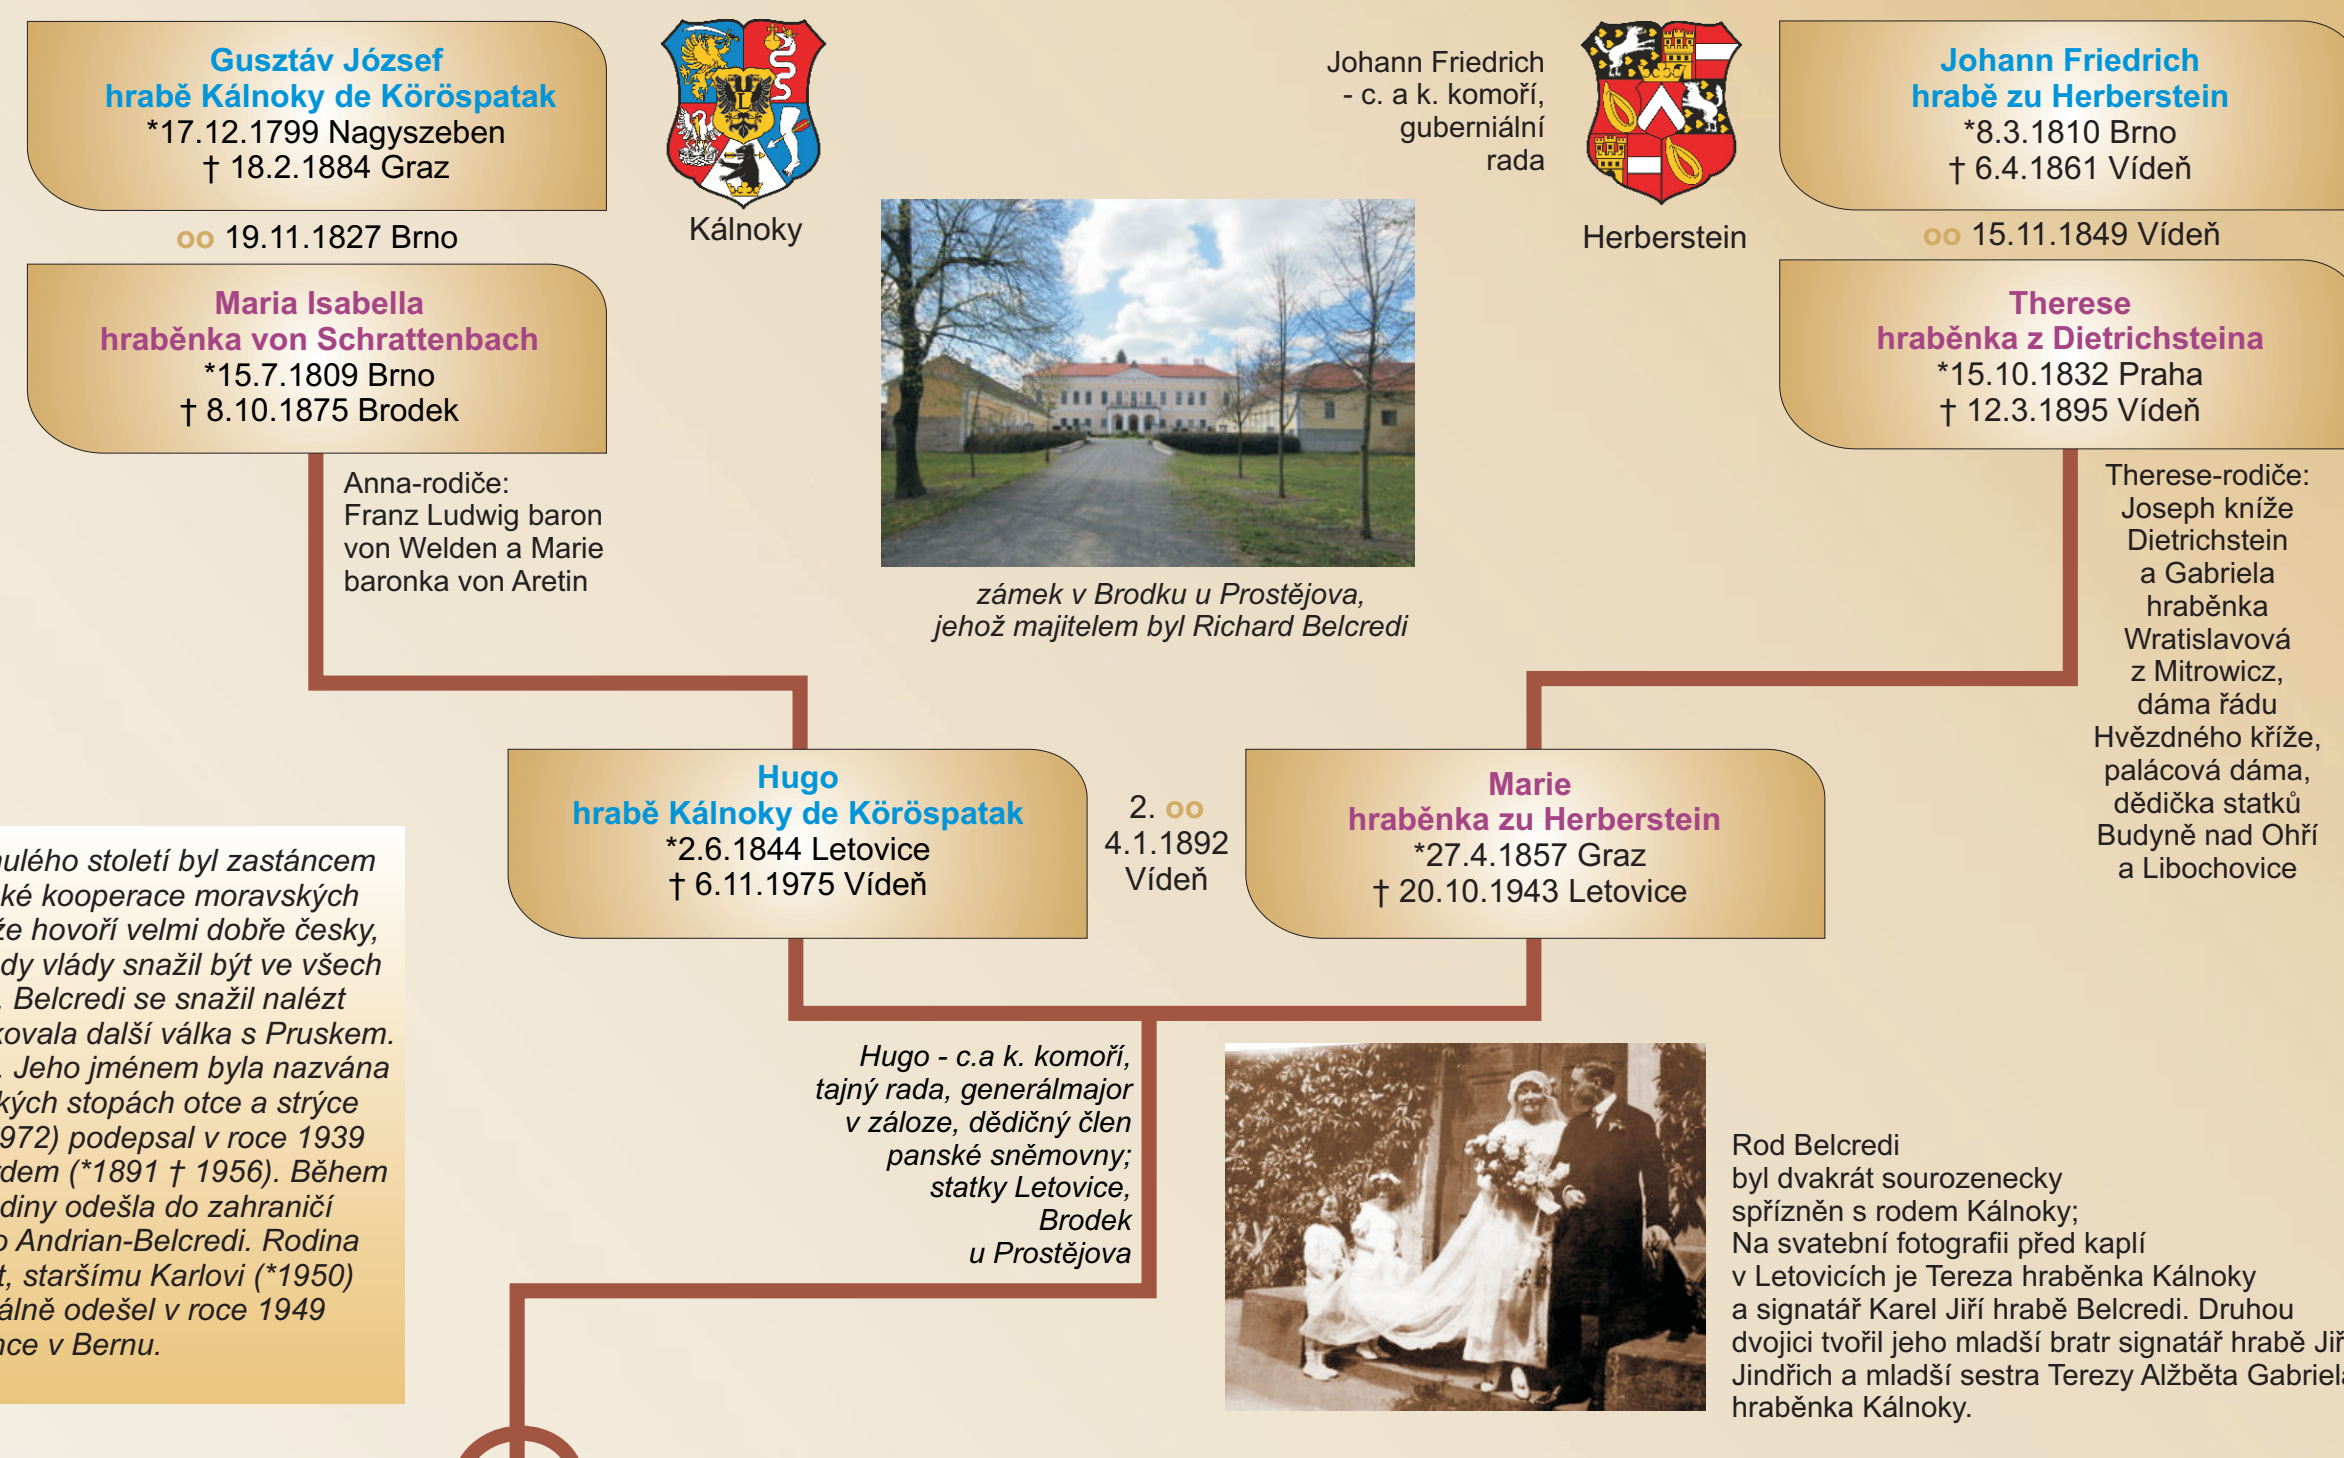 Gusztáv József
hrabě Kálnoky de Köröspatak
*17.12.1799 Nagyszeben
† 18.2.1884 Graz
oo 19.11.1827 Brno
Maria Isabella
hraběnka von Schrattenbach
*15.7.1809 Brno
† 8.10.1875 Brodek
Anna-rodiče:
Franz Ludwig baron
von Welden a Marie
baronka von Aretin
Kálnoky
L
zámek v Brodku u Prostějova,
jehož majitelem byl Richard Belcredi
Johann Friedrich
- c. a k. komoří,
guberniální
rada
Herberstein
Johann Friedrich
hrabě zu Herberstein
*8.3.1810 Brno
† 6.4.1861 Vídeň
oo 15.11.1849 Vídeň
Therese
hraběnka z Dietrichsteina
*15.10.1832 Praha
† 12.3.1895 Vídeň
Therese-rodiče:
Joseph kníže
Dietrichstein
a Gabriela
hraběnka
Wratislavová
z Mitrowicz,
dáma řádu
Hvězdného kříže,
palácová dáma,
dědička statků
Budyně nad Ohří
a Libochovice
Hugo
hrabě Kálnoky de Köröspatak
*2.6.1844 Letovice
† 6.11.1975 Vídeň
2. oo
4.1.1892
Vídeň
Marie
hraběnka zu Herberstein
*27.4.1857 Graz
† 20.10.1943 Letovice
nulého století byl zastáncem
ké kooperace moravských
že hovoří velmi dobře česky,
dy vlády snažil být ve všech
. Belcredi se snažil nalézt
kovala další válka s Pruskem.
. Jeho jménem byla nazvána
kých stopách otce a strýce
972) podepsal v roce 1939
rdem (*1891 † 1956). Během
diny odešla do zahraničí
o Andrian-Belcredi. Rodina
t, staršímu Karlovi (*1950)
álně odešel v roce 1949
nce v Bernu.
Hugo - c.a k. komoří,
tajný rada, generálmajor
v záloze, dědičný člen
panské sněmovny;
statky Letovice,
Brodek
u Prostějova
Rod Belcredi
byl dvakrát sourozenecky
spřízněn s rodem Kálnoky;
Na svatební fotografii před kaplí
v Letovicích je Tereza hraběnka Kálnoky
a signatář Karel Jiří hrabě Belcredi. Druhou
dvojici tvořil jeho mladší bratr signatář hrabě Jiř
Jindřich a mladší sestra Terezy Alžběta Gabriela
hraběnka Kálnoky.